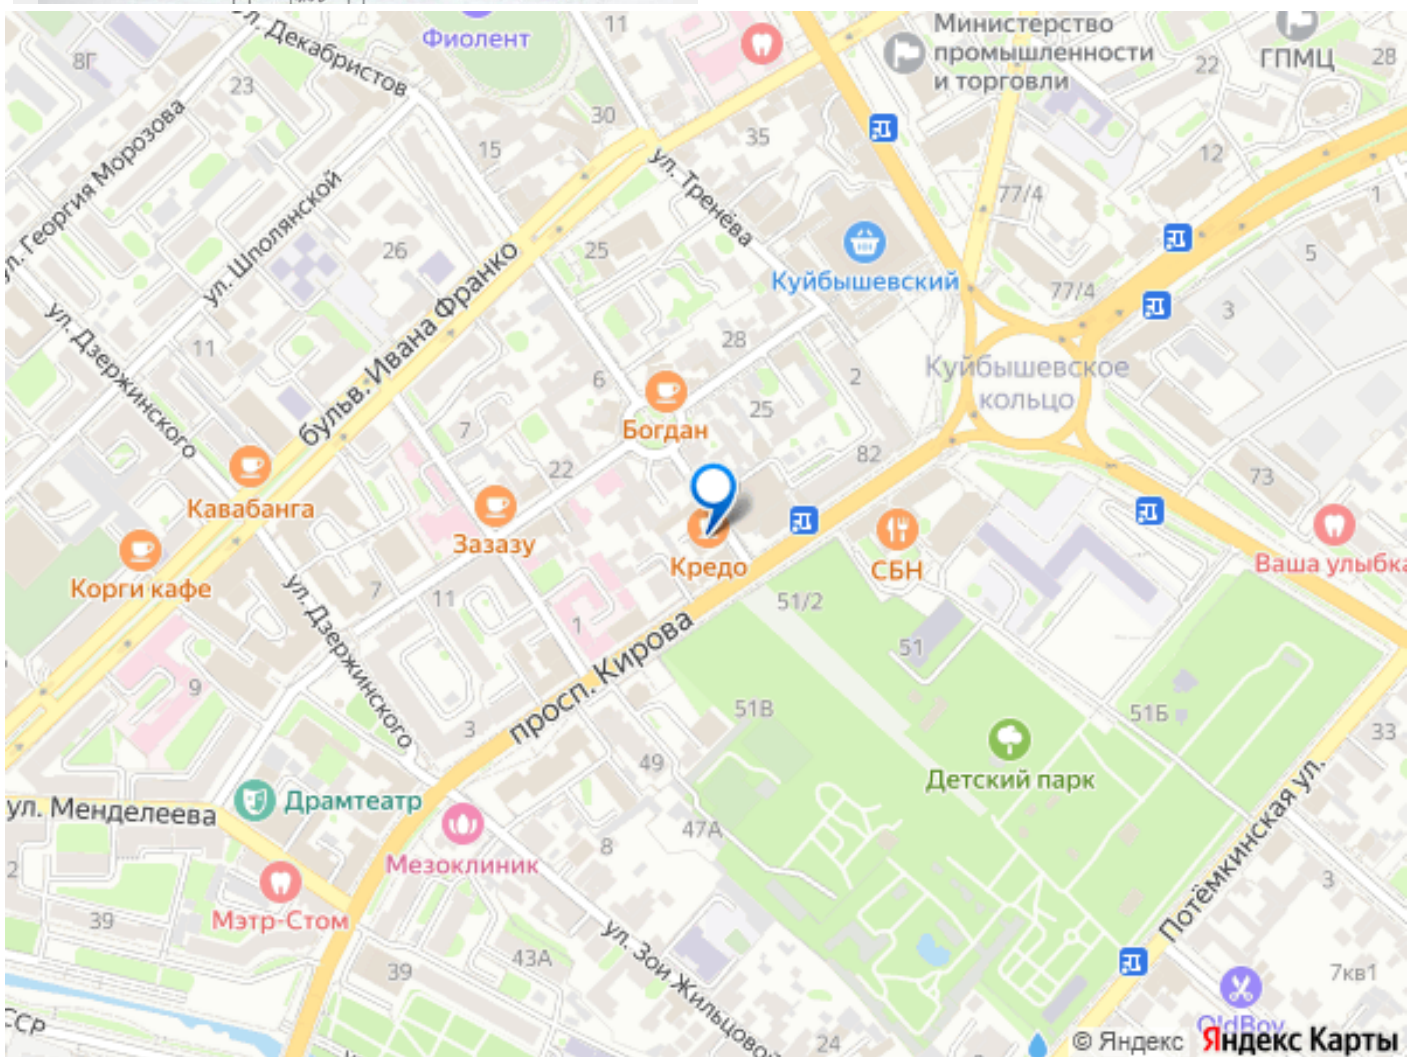 Фиолент
11
Министерство
промышленности
и торговли
ГПМЦ
28
22
ул. Декабристов
8Г
23
30
35
15
12
1
ул. Георгия Морозова
ул. Тренёва
77/4
ул. Шполянской
26
25
5
Куйбышевский
77/4
3
ул. Дзержинского
бульв. Ивана Франко
11
28
Куйбышевское
кольцо
6
2
25
Богдан
7
22
82
73
Кавабанга
Зазазу
Кредо
СБН
Ваша улыбка
Корги кафе
7
11
51/2
ул. Дзержинского
1
просп. Кирова
51
9
51В
51Б
33
3
49
Детский парк
Потёмкинская ул.
ул. Менделеева
Драмтеатр
47А
8
Мезоклиник
2
3
39
Мэтр-Стом
43А
39
ул. Зои Жильцовой
7кв1
ССР
24
OldBoy
© Яндекс Яндекс Карты